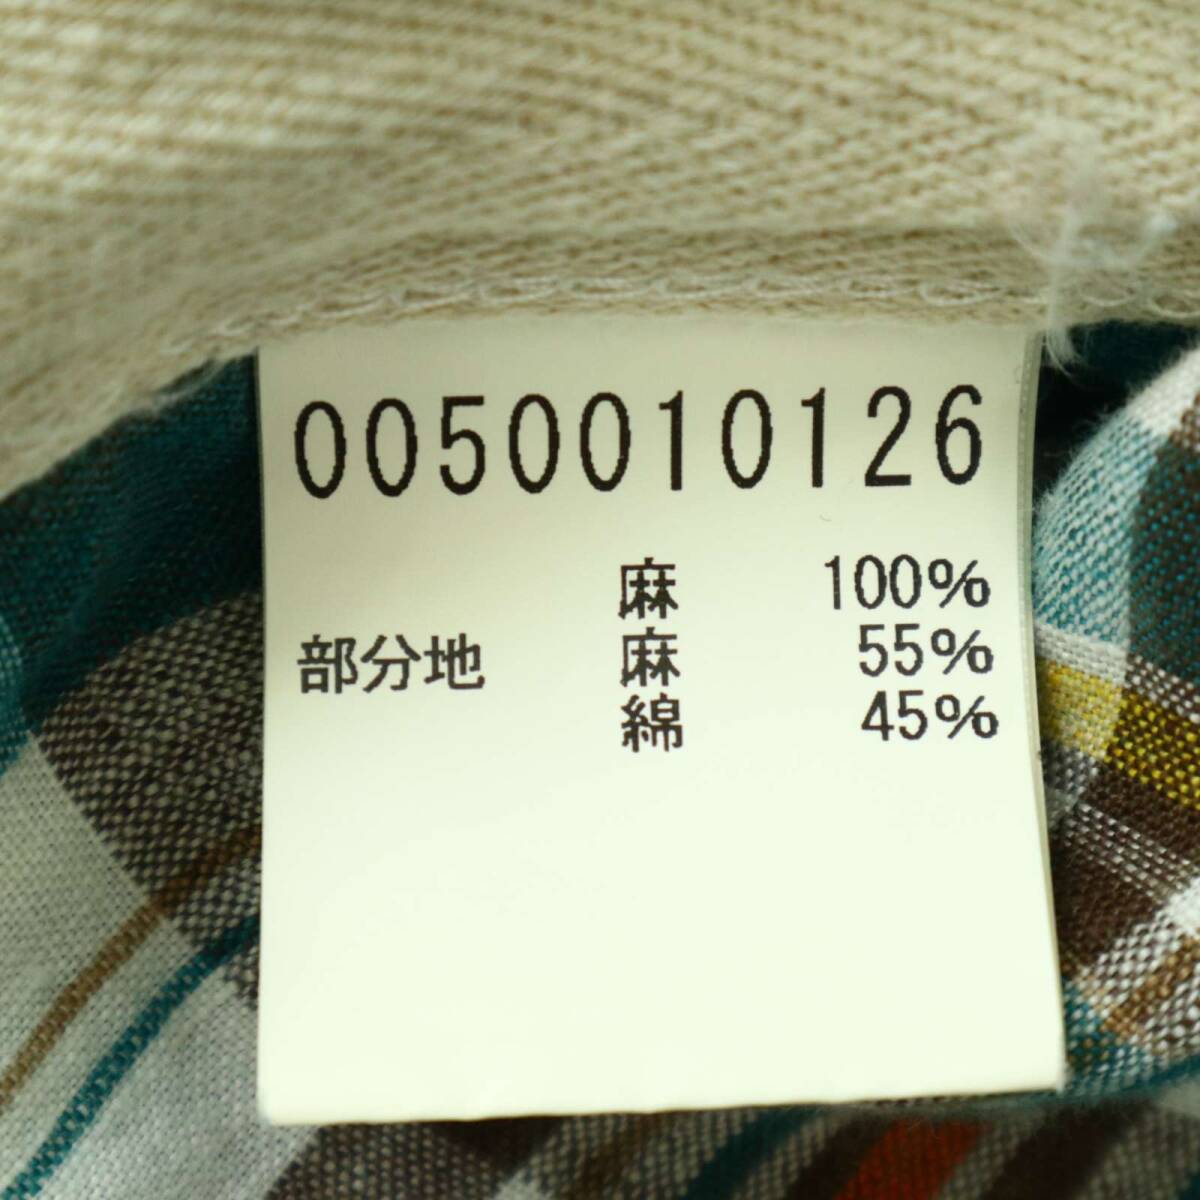 0050010126
麻 100%
部分地 麻 55%
綿 45%